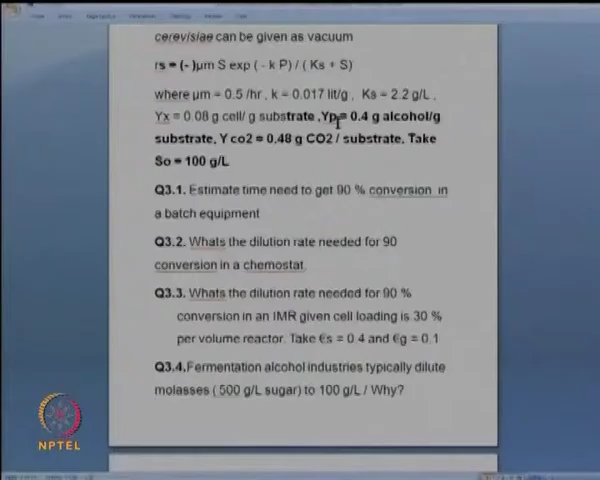 cerevisiae can be given as vacuum
rs = (-)µm S exp ( - k P) / ( Ks + S)
where µm = 0.5 /hr, k = 0.017 lit/g , Ks = 2.2 g/L ,
Yx = 0.08 g cell/ g substrate ,Yp = 0.4 g alcohol/g
substrate, Y co2 = 0.48 g CO2 / substrate, Take
So = 100 g/L
Q3.1. Estimate time need to get 90 % conversion in
a batch equipment
Q3.2. Whats the dilution rate needed for 90
conversion in a chemostat
Q3.3. Whats the dilution rate needed for 90 %
conversion in an IMR given cell loading is 30 %
per volume reactor. Take €s = 0 4 and €g = 0.1
Q3.4.Fermentation alcohol industries typically dilute
molasses ( 500 g/L sugar) to 100 g/L / Why?
NPTEL